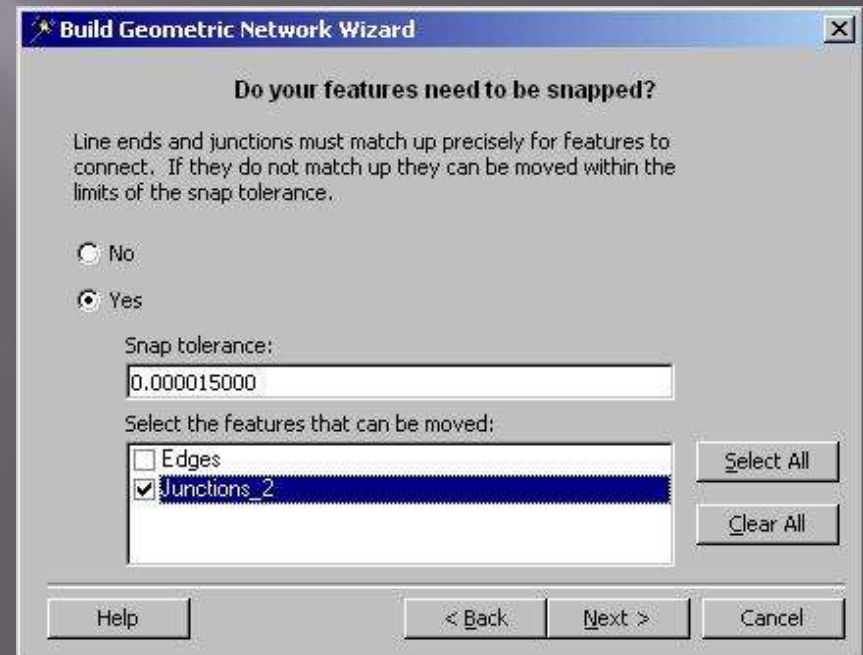 Build Geometric Network Wizard
Do your features need to be snapped?
Line ends and junctions must match up precisely for features to
connect. If they do not match up they can be moved within the
limits of the snap tolerance.
No
Yes
Snap tolerance:
0.000015000
Select the features that can be moved:
Edges
Junctions_2
Select All
Clear All
Help
< Back
Next >
Cancel